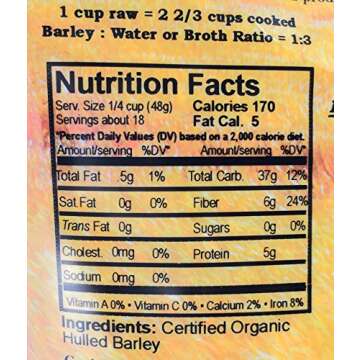 1 cup raw = 2 2/3 cups cooked
Barley : Water or Broth Ratio = 1:3
Nutrition Facts
Serv. Size 1/4 cup (48g) Calories 170
Servings about 18 Fat Cal. 5
*Percent Daily Values (DV) based on a 2,000 calorie diet.
Amount/serving %DV* Amount/serving %DV*
Total Fat .5g 1% Total Carb. 37g 12%
Sat.Fat 0g 0% Fiber 6g 24%
Trans Fat 0g Sugars 0g 0%
Cholest. 0mg 0% Protein 5g
Sodium 0mg 0%
Vitamin A 0% • Vitamin C 0% • Calcium 2% • Iron 8%
Ingredients: Certified Organic
Hulled Barley